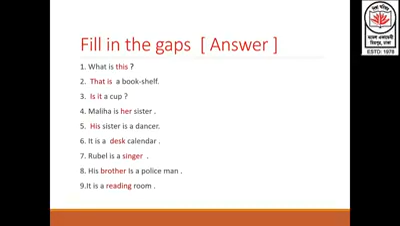 Fill in the gaps [ Answer ]
1. What is this ?
2. That is a book-shelf.
3. Is it a cup ?
4. Maliha is her sister .
5. His sister is a dancer.
6. It is a desk calendar .
7. Rubel is a singer .
8. His brother Is a police man .
9.It is a reading room .
ESTD: 1978